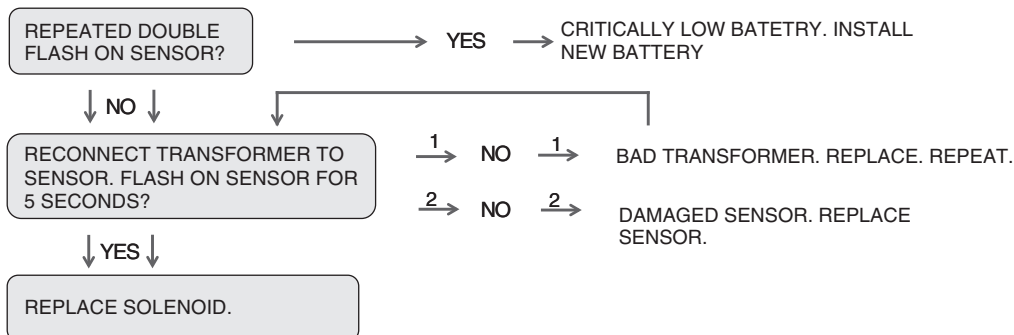 REPEATED DOUBLE
FLASH ON SENSOR?
YES
CRITICALLY LOW BATETRY. INSTALL
NEW BATTERY
NO
RECONNECT TRANSFORMER TO
SENSOR. FLASH ON SENSOR FOR
5 SECONDS?
1 NO 1
BAD TRANSFORMER. REPLACE. REPEAT.
2 NO 2
DAMAGED SENSOR. REPLACE
SENSOR.
YES
REPLACE SOLENOID.